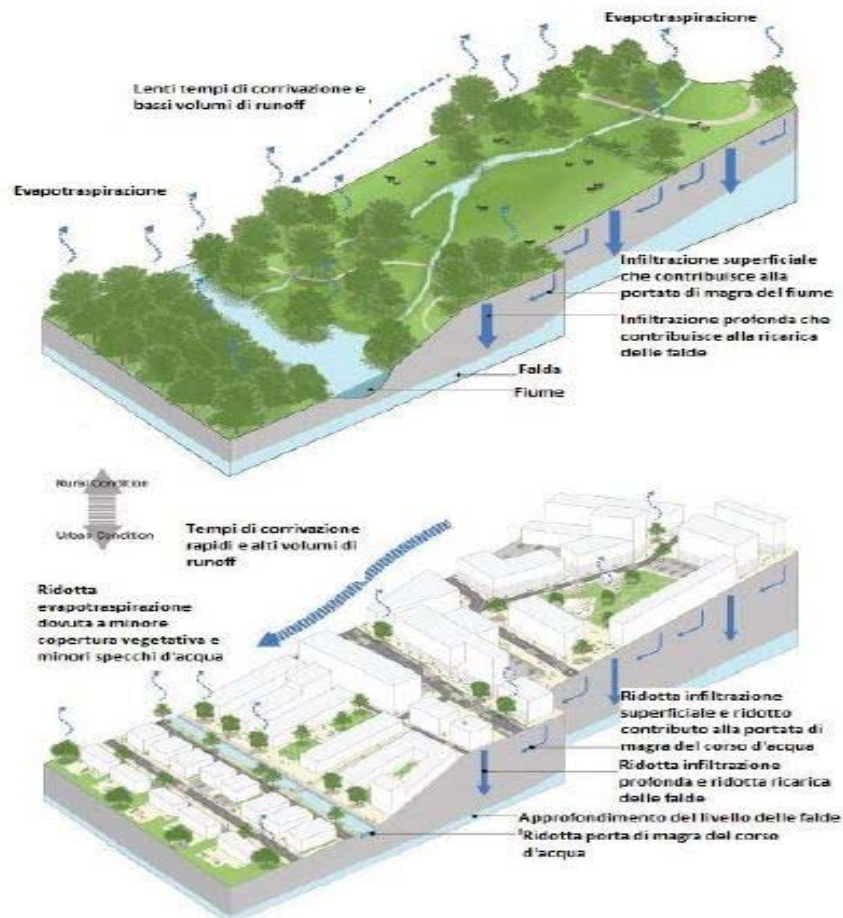 Evapotraspirazione
Lenti tempi di corrivazione e
bassi volumi di runoff
Evapotraspirazione
Infiltrazione superficiale
che contribuisce alla
portata di magra del fiume
Infiltrazione profonda che
contribuisce alla ricarica
delle falde
Falda
Fiume
Rural Condition
Urban Condition
Tempi di corrivazione
rapidi e alti volumi di
runoff
Ridotta
evapotraspirazione
dovuta a minore
copertura vegetativa e
minori specchi d'acqua
Ridotta infiltrazione
superficiale e ridotto
contributo alla portata di
magra del corso d'acqua
Ridotta infiltrazione
profonda e ridotta ricarica
delle falde
Approfondimento del livello delle falde
Ridotta porta di magra del corso
d'acqua